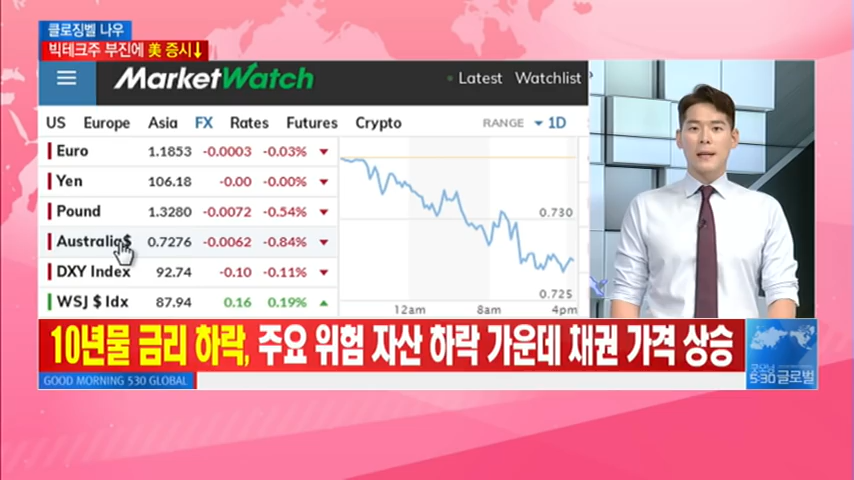 클로징벨 나우
빅테크주 부진에 美 증시↓
MarketWatch
Latest Watchlist
US Europe Asia FX Rates Futures Crypto RANGE 1D
Euro 1.1853 -0.0003 -0.03%
Yen 106.18 -0.00 -0.00%
Pound 1.3280 -0.0072 -0.54%
Australia$ 0.7276 -0.0062 -0.84%
DXY Index 92.74 -0.10 -0.11%
WSJ $ Idx 87.94 0.16 0.19%
0.730
0.725
12am 8am 4pm
10년물 금리 하락, 주요 위험 자산 하락 가운데 채권 가격 상승
GOOD MORNING 530 GLOBAL
굿모닝
5:30 글로벌